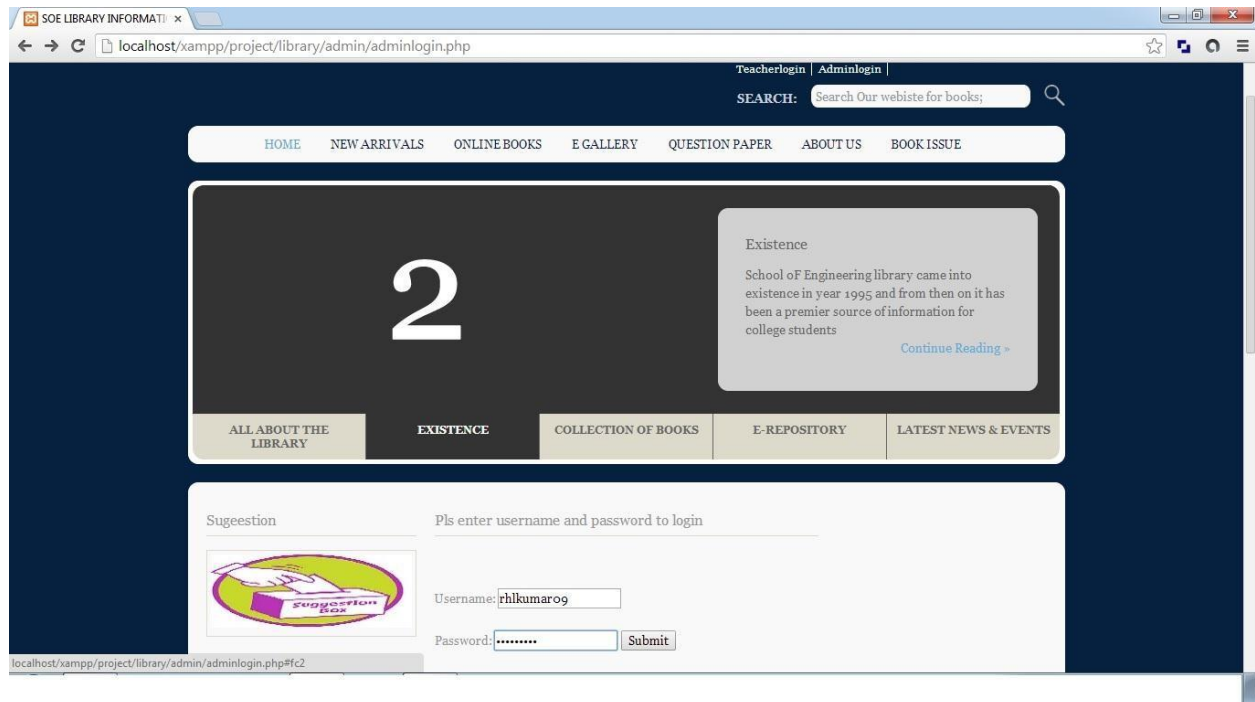 SOE LIBRARY INFORMATI
localhost/xampp/project/library/admin/adminlogin.php
Teacherlogin | Adminlogin |
SEARCH: Search Our webiste for books;
HOME NEW ARRIVALS ONLINE BOOKS E GALLERY QUESTION PAPER ABOUT US BOOK ISSUE
2
Existence
School oF Engineering library came into
existence in year 1995 and from then on it has
been a premier source of information for
college students
Continue Reading »
ALL ABOUT THE
LIBRARY
EXISTENCE
COLLECTION OF BOOKS
E-REPOSITORY
LATEST NEWS & EVENTS
Sugeestion
Suggestion
Box
Pls enter username and password to login
Username: rhlkumar09
Password: ••••••••• Submit
localhost/xampp/project/library/admin/adminlogin.php#fc2